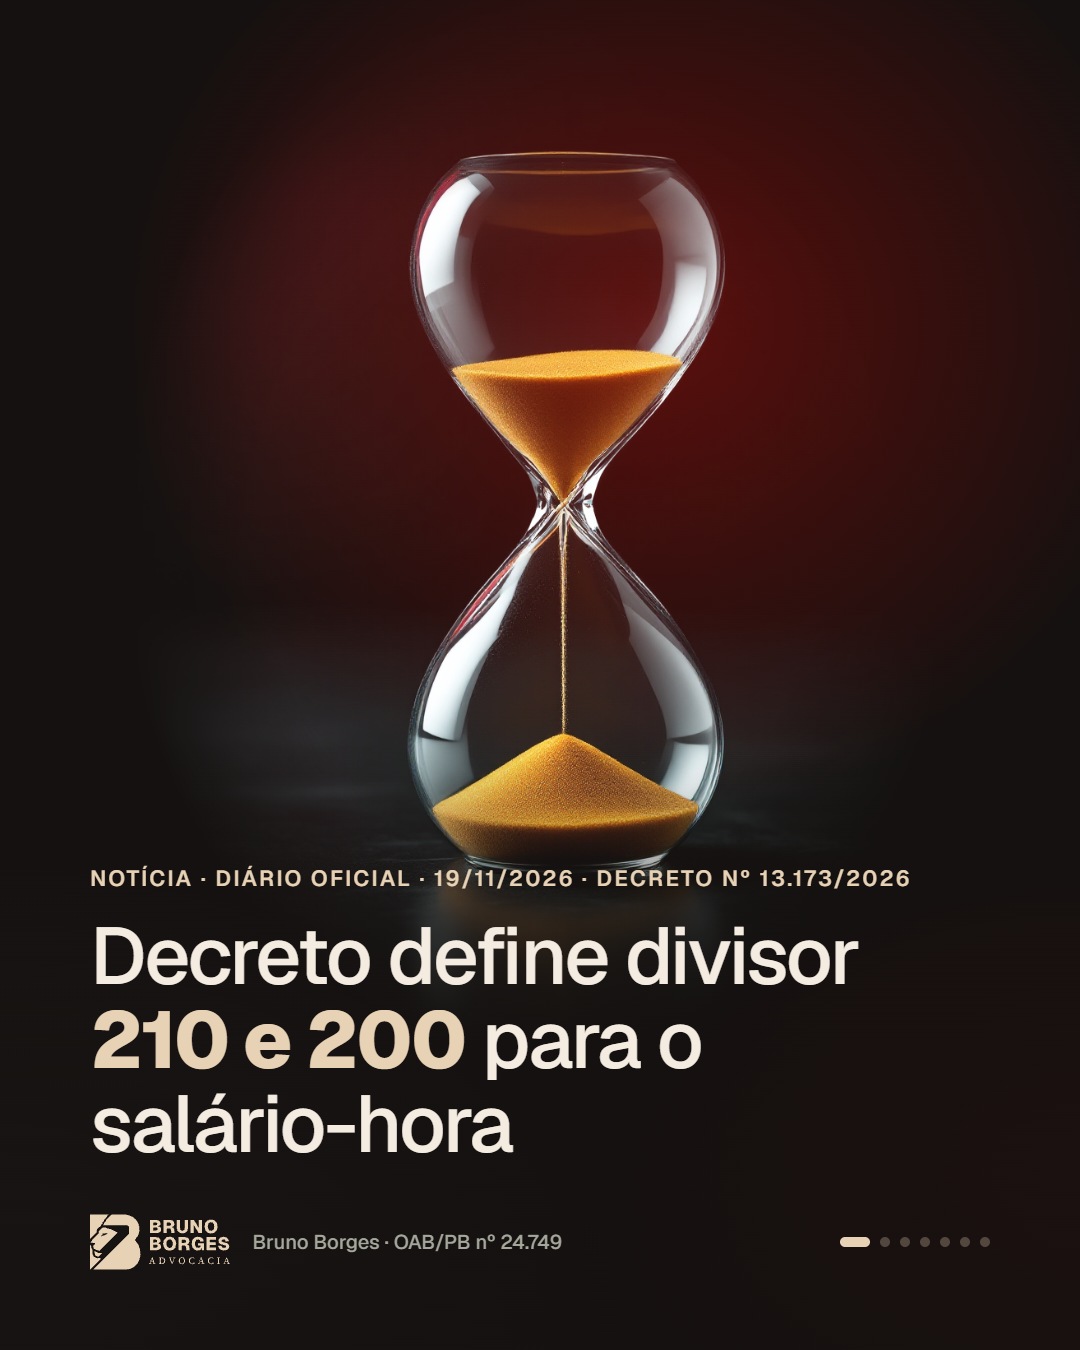 NOTÍCIA · DIÁRIO OFICIAL · 19/11/2026 · DECRETO Nº 13.173/2026
Decreto define divisor
210 e 200 para o
salário-hora
BRUNO
BORGES
ADVOCACIA
Bruno Borges · OAB/PB nº 24.749